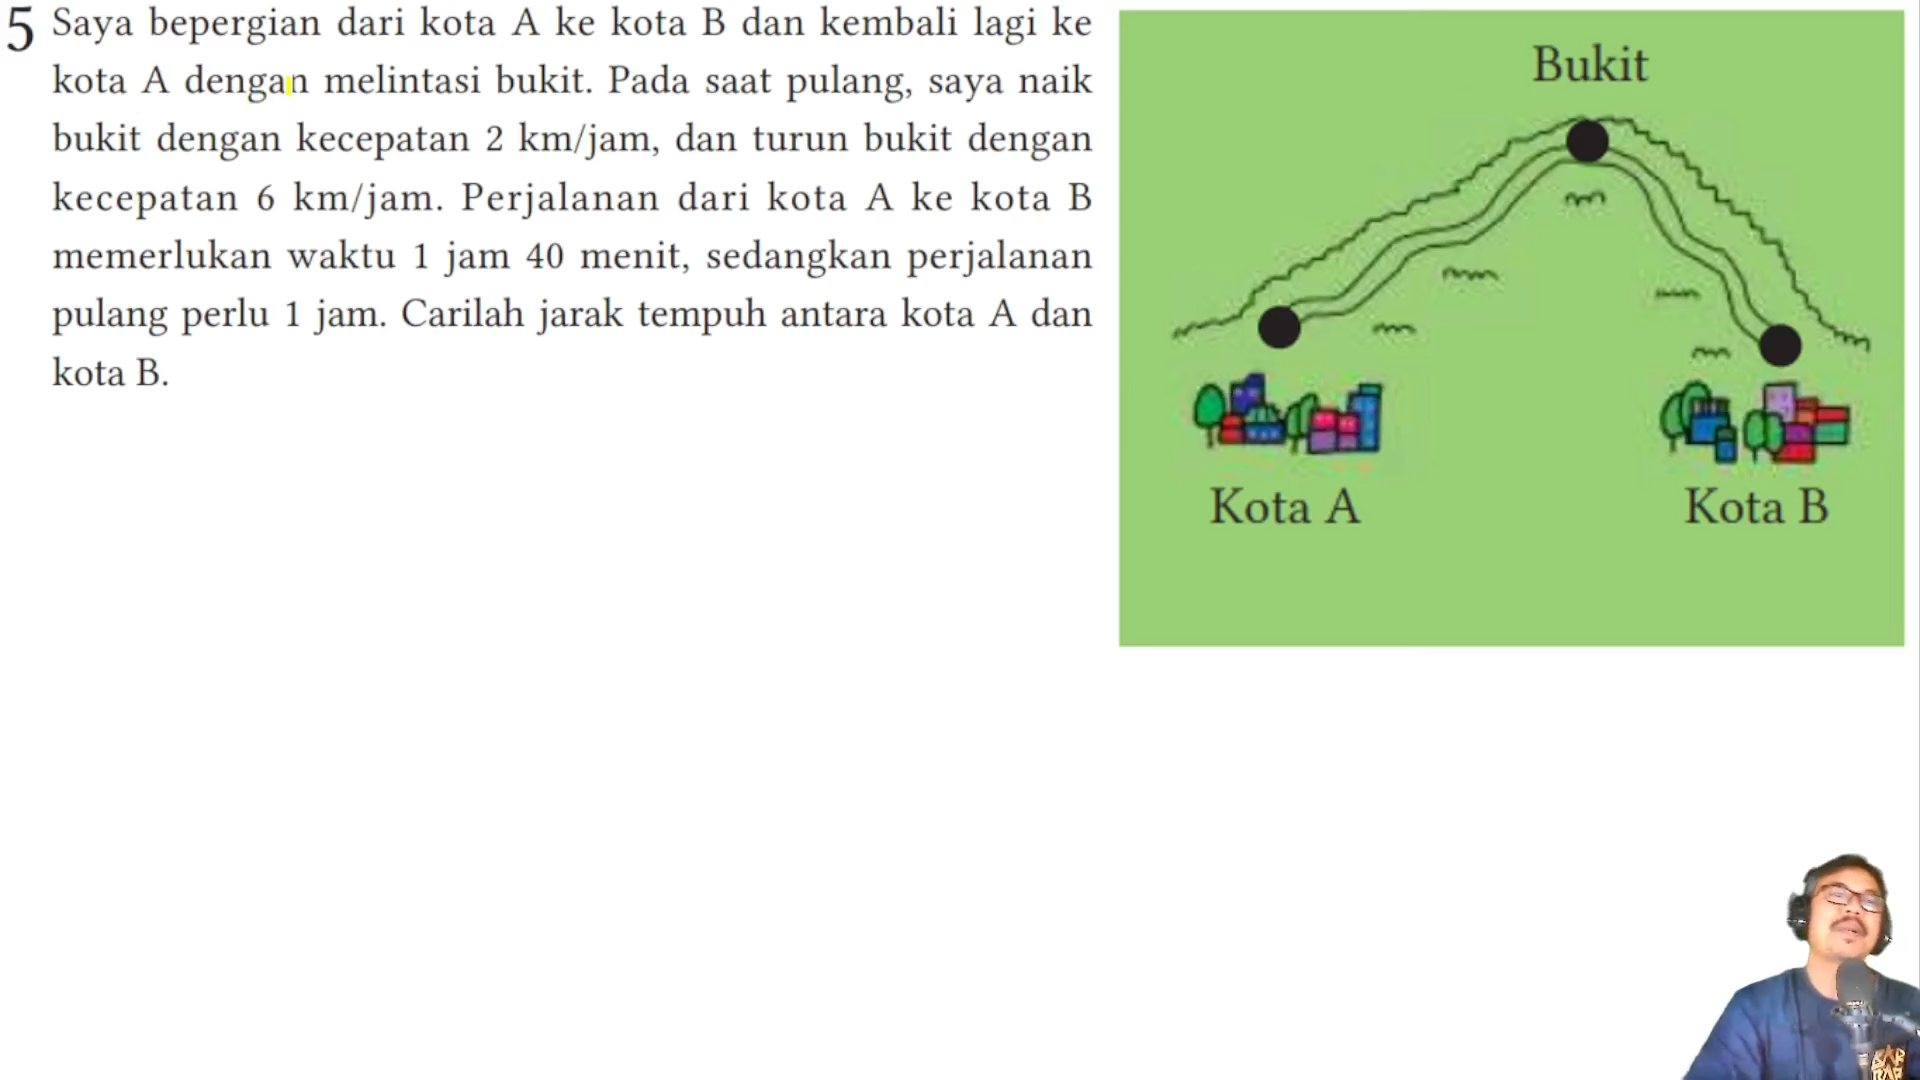 5 Saya bepergian dari kota A ke kota B dan kembali lagi ke
kota A dengan melintasi bukit. Pada saat pulang, saya naik
bukit dengan kecepatan 2 km/jam, dan turun bukit dengan
kecepatan 6 km/jam. Perjalanan dari kota A ke kota B
memerlukan waktu 1 jam 40 menit, sedangkan perjalanan
pulang perlu 1 jam. Carilah jarak tempuh antara kota A dan
kota B.
Bukit
Kota A
Kota B